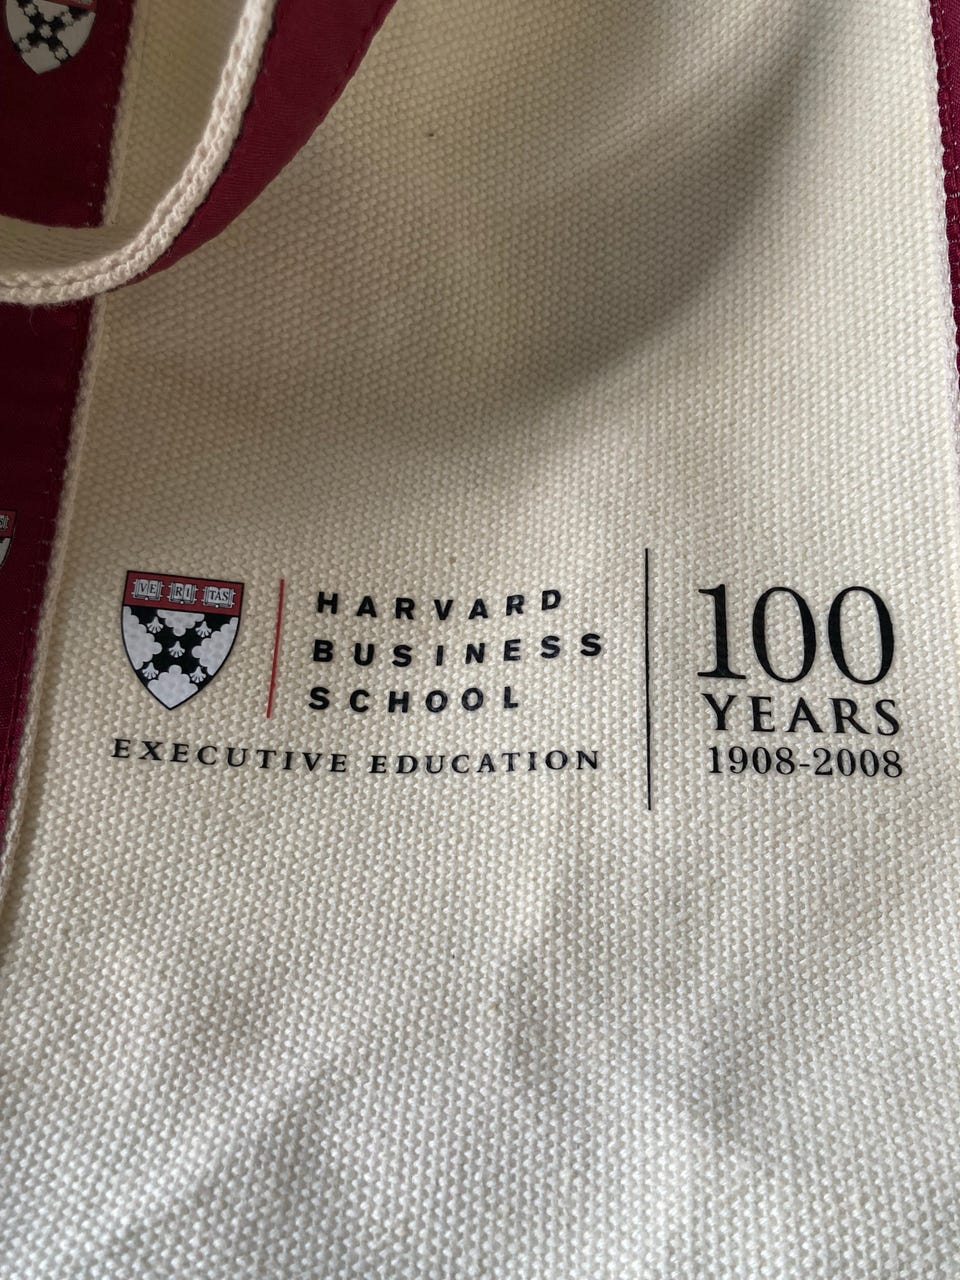 VE RI TAS
HARVARD
BUSINESS
SCHOOL
EXECUTIVE EDUCATION
100
YEARS
1908-2008